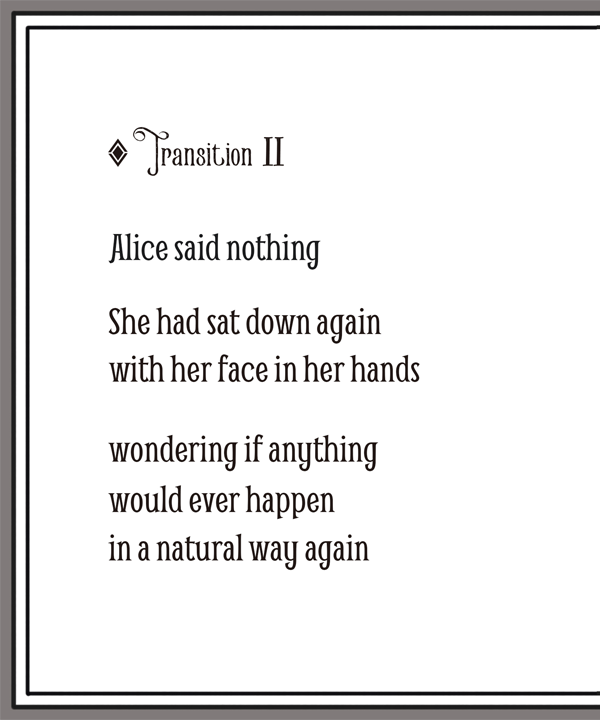 Transition II
Alice said nothing
She had sat down again
with her face in her hands
wondering if anything
would ever happen
in a natural way again